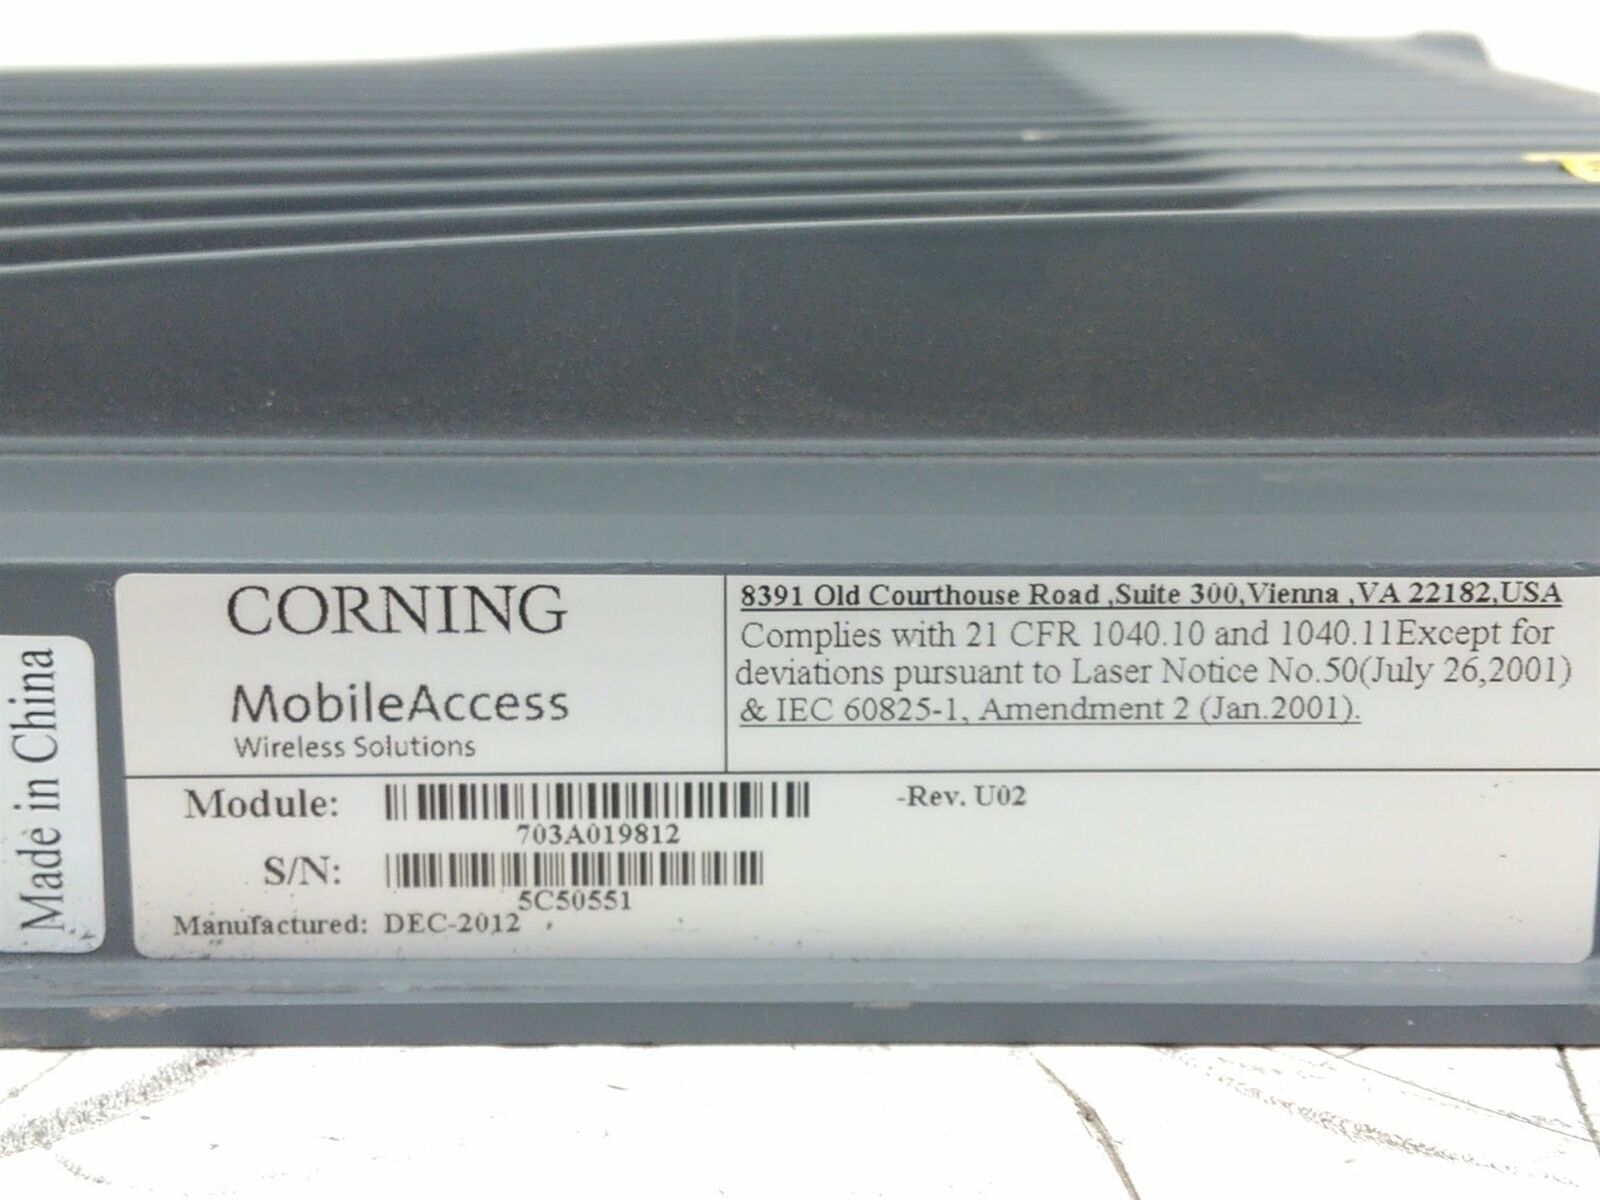 CORNING
MobileAccess
Wireless Solutions
8391 Old Courthouse Road ,Suite 300,Vienna ,VA 22182,USA
Complies with 21 CFR 1040.10 and 1040.11Except for
deviations pursuant to Laser Notice No.50(July 26,2001)
& IEC 60825-1, Amendment 2 (Jan.2001).
Module:
703A019812
-Rev. U02
S/N:
5C50551
Manufactured: DEC-2012
Made in China